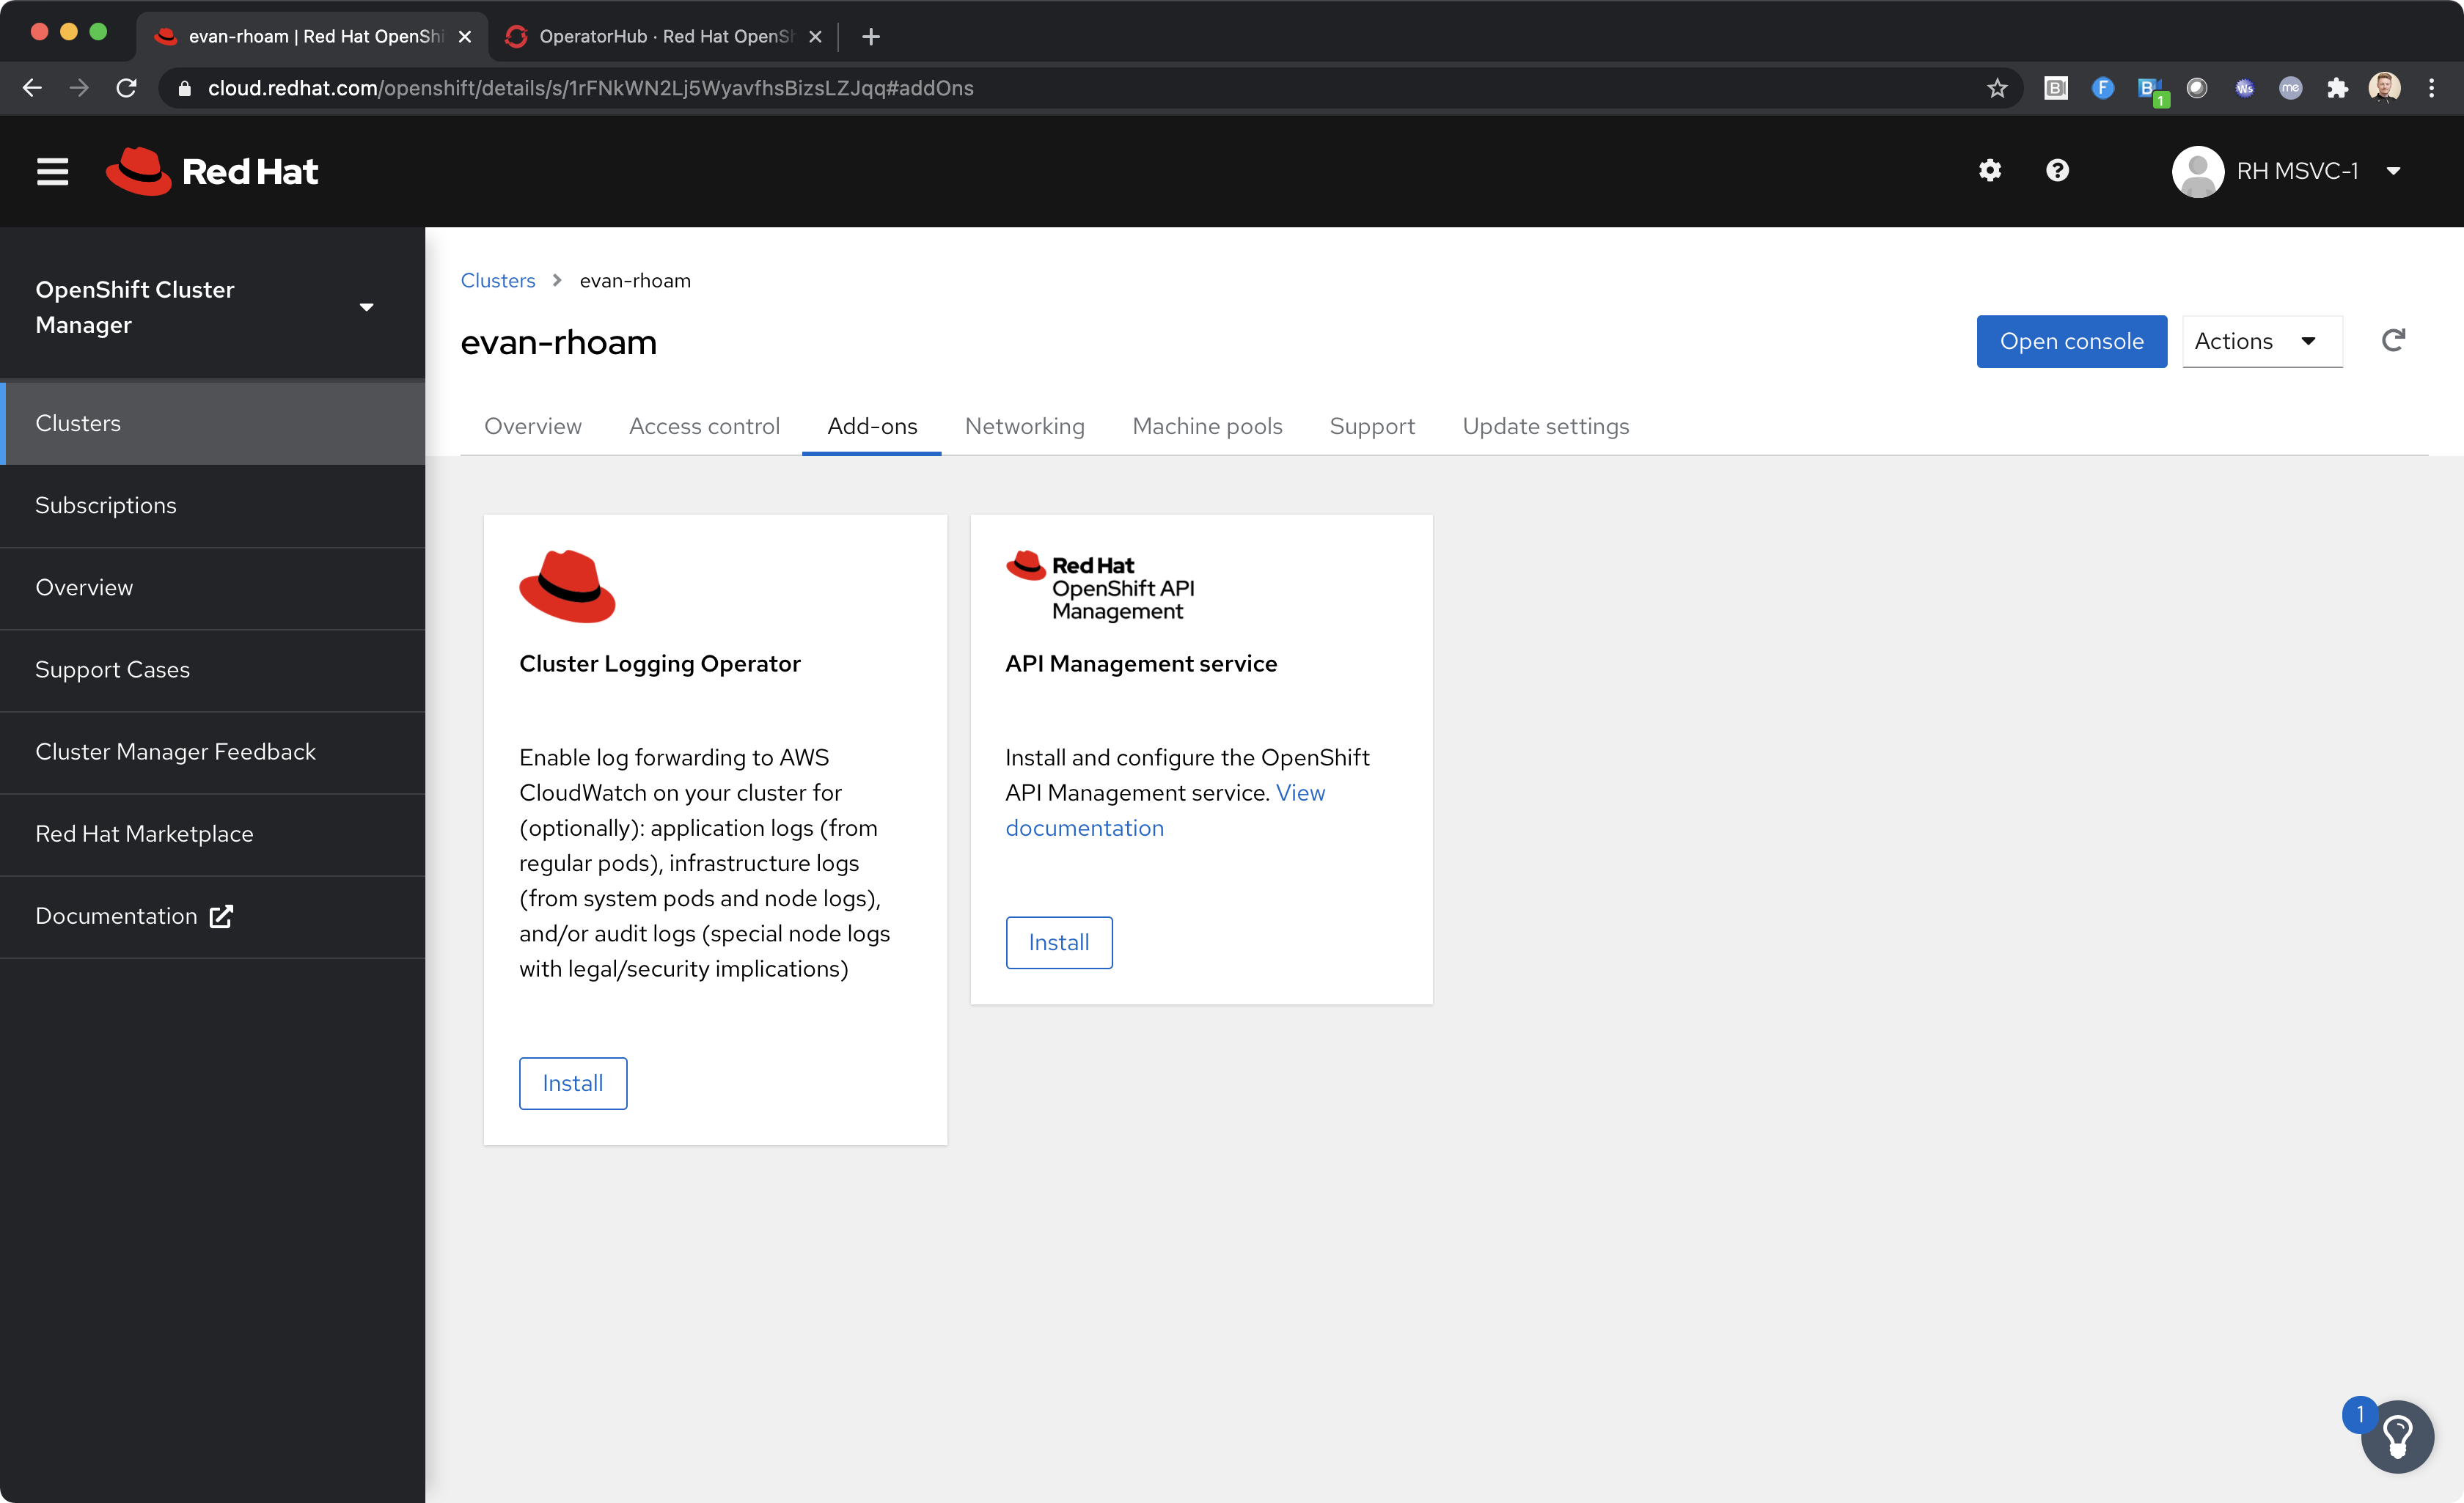 evan-rhoam | Red Hat OpenShi
OperatorHub · Red Hat OpenSh
cloud.redhat.com/openshift/details/s/1rFNkWN2Lj5WyavfhsBizsLZJqq#addOns
B
F
B
1
Ws
me
Red Hat
RH MSVC-1
OpenShift Cluster
Manager
Clusters
Subscriptions
Overview
Support Cases
Cluster Manager Feedback
Red Hat Marketplace
Documentation
Clusters > evan-rhoam
evan-rhoam
Open console
Actions
Overview
Access control
Add-ons
Networking
Machine pools
Support
Update settings
Cluster Logging Operator
Enable log forwarding to AWS
CloudWatch on your cluster for
(optionally): application logs (from
regular pods), infrastructure logs
(from system pods and node logs),
and/or audit logs (special node logs
with legal/security implications)
Install
Red Hat
OpenShift API
Management
API Management service
Install and configure the OpenShift
API Management service. View
documentation
Install
1